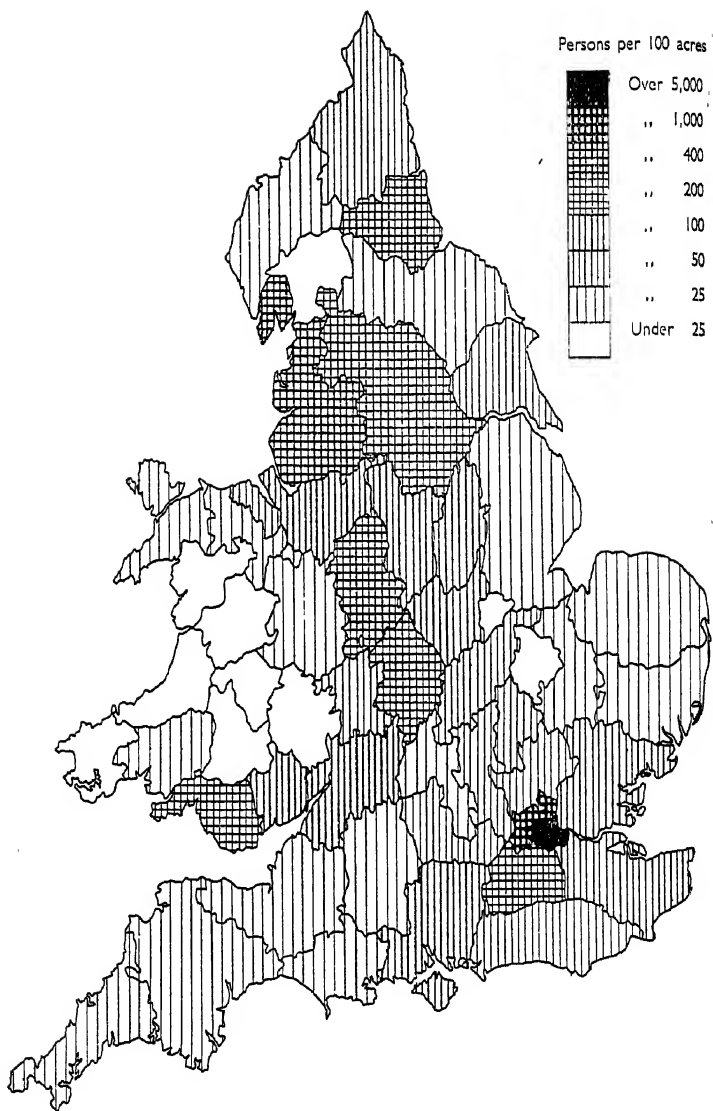 Persons per 100 acres
Over 5,000
,, 1,000
,, 400
,, 200
,, 100
,, 50
,, 25
Under 25